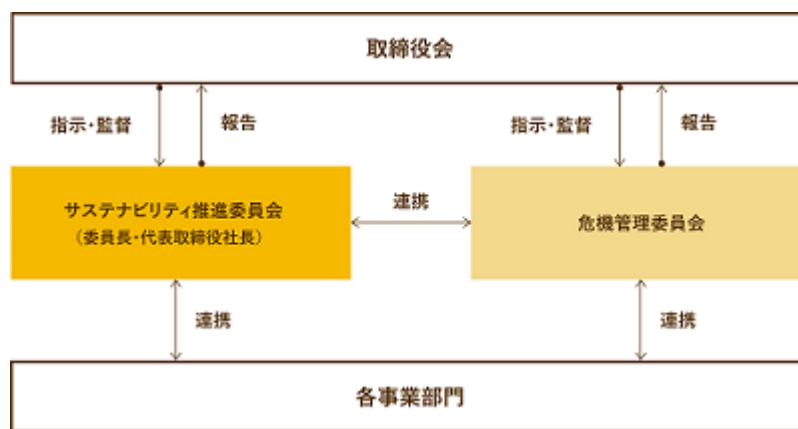 取締役会
指示・監督
報告
指示・監督
報告
サステナビリティ推進委員会
（委員長・代表取締役社長）
連携
危機管理委員会
連携
連携
各事業部門